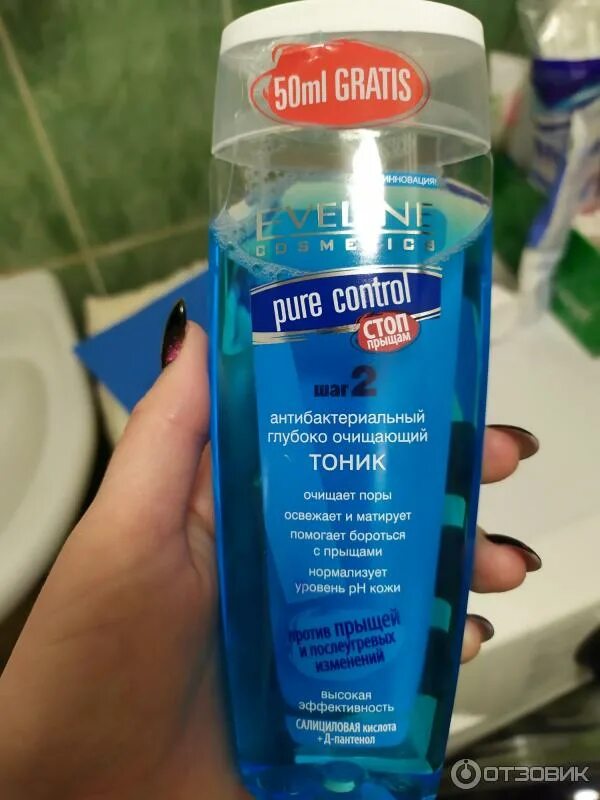 50ml GRATIS
ИННОВАЦИЯ!
EVELINE
COSMETICS
pure control
СТОП
прыщам
шаг 2
антибактериальный
глубоко очищающий
ТОНИК
очищает поры
освежает и матирует
помогает бороться
с прыщами
нормализует
уровень pH кожи
против прыщей
и послеугревых
изменений
высокая
эффективность
САЛИЦИЛОВАЯ кислота
+ Д-пантенол
ОТЗОВИК